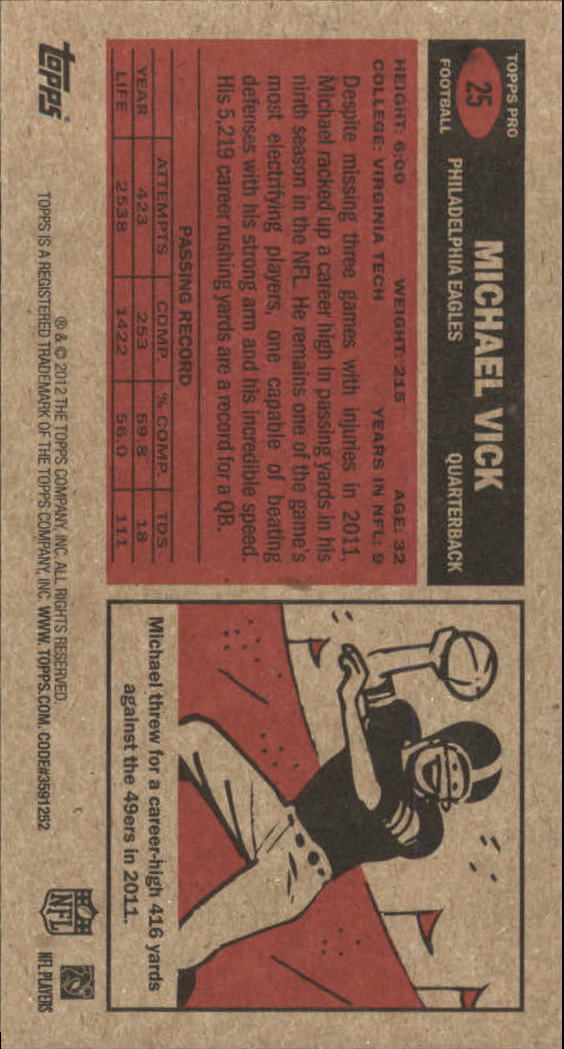 TOPPS PRO
25
FOOTBALL
MICHAEL VICK
PHILADELPHIA EAGLES QUARTERBACK
HEIGHT: 6:00 WEIGHT: 215 AGE: 32
COLLEGE: VIRGINIA TECH YEARS IN NFL: 9
Despite missing three games with injuries in 2011,
Michael racked up a career high in passing yards in his
ninth season in the NFL. He remains one of the game's
most electrifying players, one capable of beating
defenses with his strong arm and his incredible speed.
His 5,219 career rushing yards are a record for a QB.
PASSING RECORD
ATTEMPTS COMP. % COMP. TDS
YEAR 423 253 59.8 18
LIFE 2538 1422 56.0 111
Michael threw for a career-high 416 yards
against the 49ers in 2011.
topps
® & © 2012 THE TOPPS COMPANY, INC. ALL RIGHTS RESERVED.
TOPPS IS A REGISTERED TRADEMARK OF THE TOPPS COMPANY, INC. WWW.TOPPS.COM. CODE#3591252
NFL
NFL PLAYERS